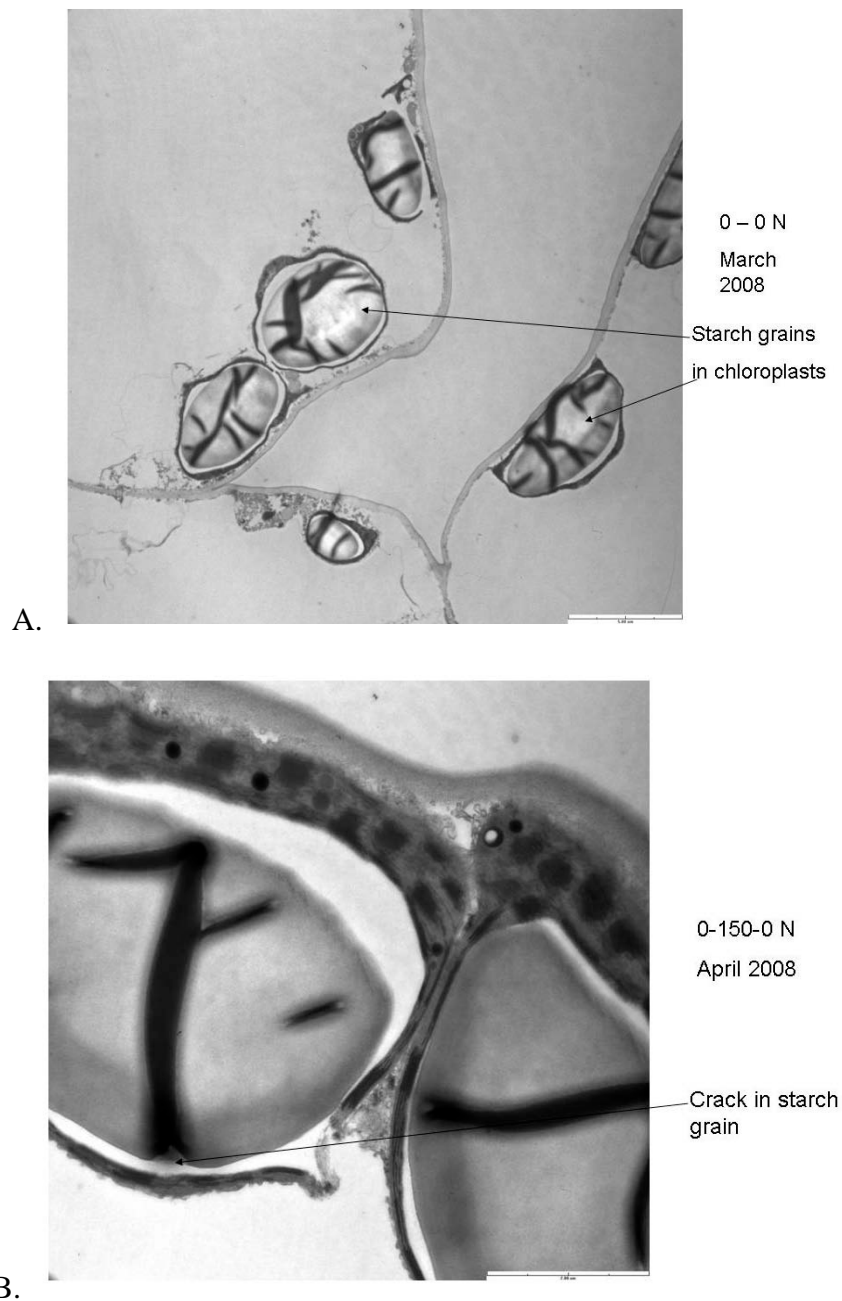 0 – 0 N
March
2008
Starch grains
in chloroplasts
A.
0-150-0 N
April 2008
Crack in starch
grain
B.